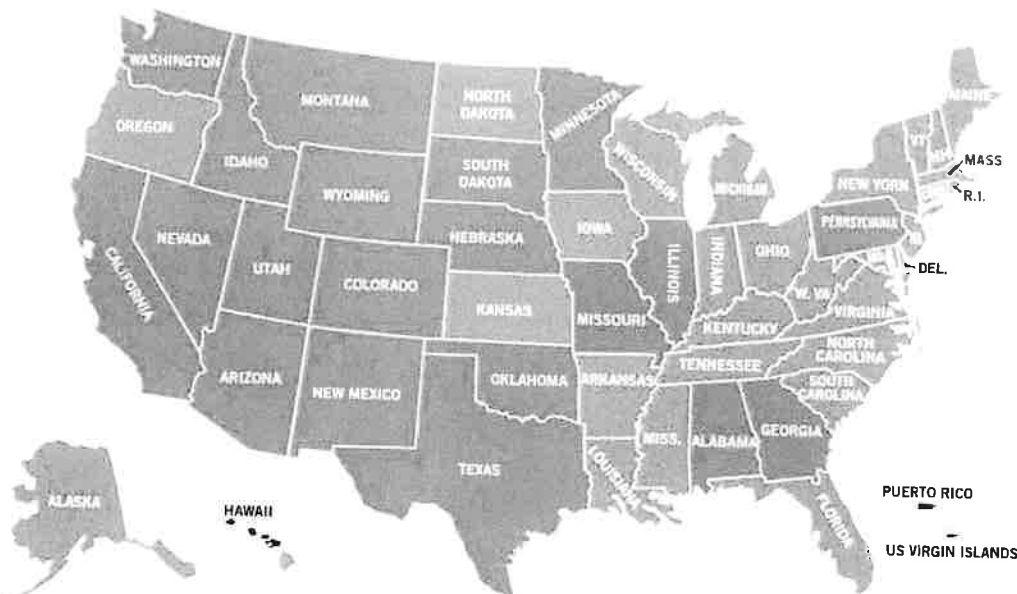 WASHINGTON
MONTANA
NORTH
DAKOTA
MINNESOTA
MAINE
OREGON
IDAHO
SOUTH
DAKOTA
WISCONSIN
MICHIGAN
VT
NH
MASS
NEW YORK
R.I.
WYOMING
IOWA
PENNSYLVANIA
NEVADA
NEBRASKA
ILLINOIS
INDIANA
OHIO
DEL.
CALIFORNIA
UTAH
COLORADO
KANSAS
MISSOURI
W. VA
VIRGINIA
KENTUCKY
NORTH
CAROLINA
ARIZONA
NEW MEXICO
OKLAHOMA
ARKANSAS
TENNESSEE
SOUTH
CAROLINA
TEXAS
LOUISIANA
MISS.
ALABAMA
GEORGIA
FLORIDA
ALASKA
HAWAII
PUERTO RICO
US VIRGIN ISLANDS